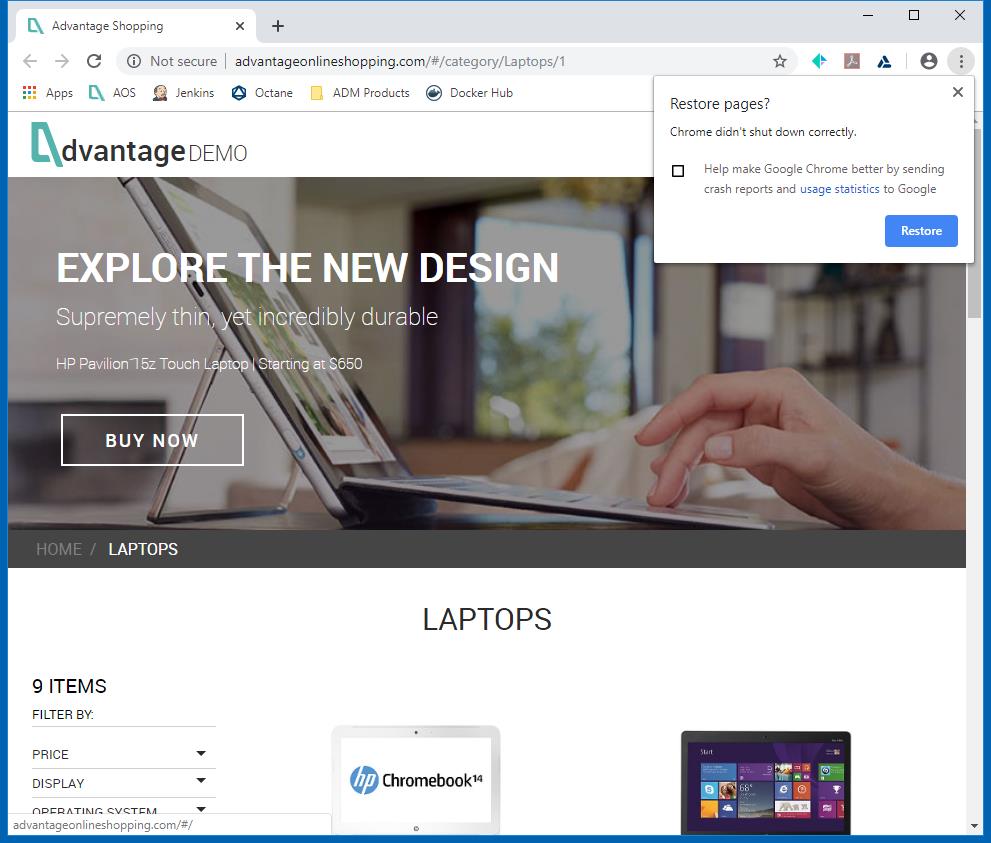 Advantage Shopping
Not secure | advantageonlineshopping.com/#/category/Laptops/1
Apps AOS Jenkins Octane ADM Products Docker Hub
Restore pages?
Chrome didn't shut down correctly.
Help make Google Chrome better by sending
crash reports and usage statistics to Google
Restore
dvantage DEMO
EXPLORE THE NEW DESIGN
Supremely thin, yet incredibly durable
HP Pavilion 15z Touch Laptop | Starting at $650
BUY NOW
HOME / LAPTOPS
LAPTOPS
9 ITEMS
FILTER BY:
PRICE
DISPLAY
OPERATING SYSTEM
hp Chromebook 14
Start
68°
advantageonlineshopping.com/#/